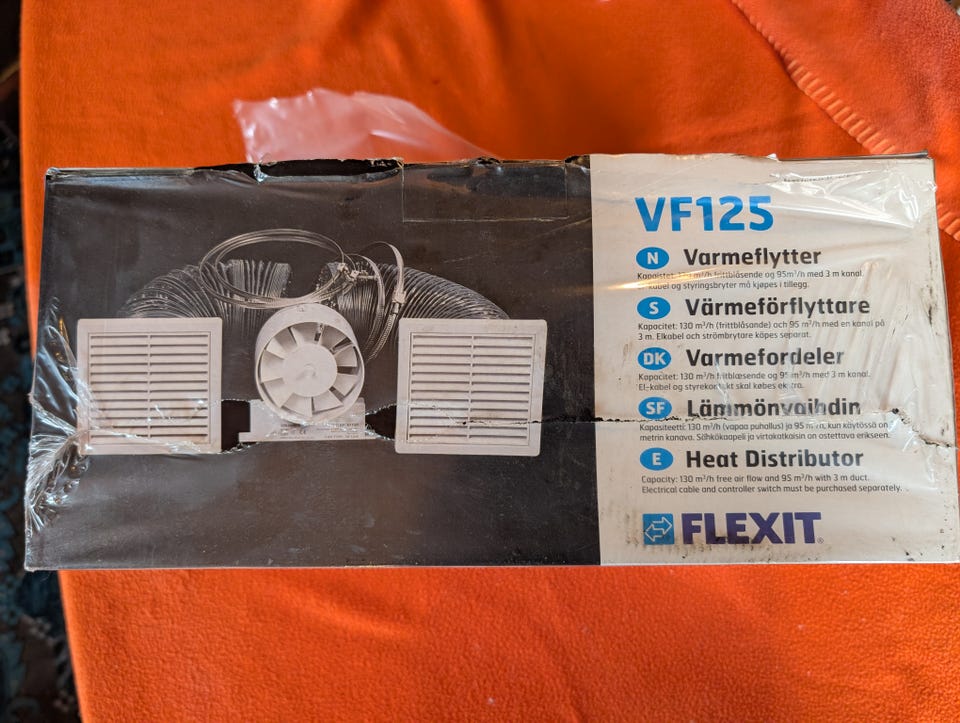 VF125
N Varmeflytter
Kapasitet: 130 m³/h frittblåsende og 95m³/h med 3 m kanal.
El-kabel og styringsbryter må kjøpes i tillegg.
S Värmeförflyttare
Kapacitet: 130 m³/h (frittblåsande) och 95 m³/h med en kanal på
3 m. Elkabel och strömbrytare köpes separat.
DK Varmefordeler
Kapacitet: 130 m³/h fritblæsende og 95 m³/h med 3 m kanal.
El-kabel og styrekontakt skal købes ekstra.
SF Lämmönvaihdin
Kapasiteetti: 130 m³/h (vapaa puhallus) ja 95 m³/h, kun käytössä on
metrin kanava. Sähkökaapeli ja virtakatkaisin on ostettava erikseen.
E Heat Distributor
Capacity: 130 m³/h free air flow and 95 m³/h with 3 m duct.
Electrical cable and controller switch must be purchased separately.
FLEXIT®